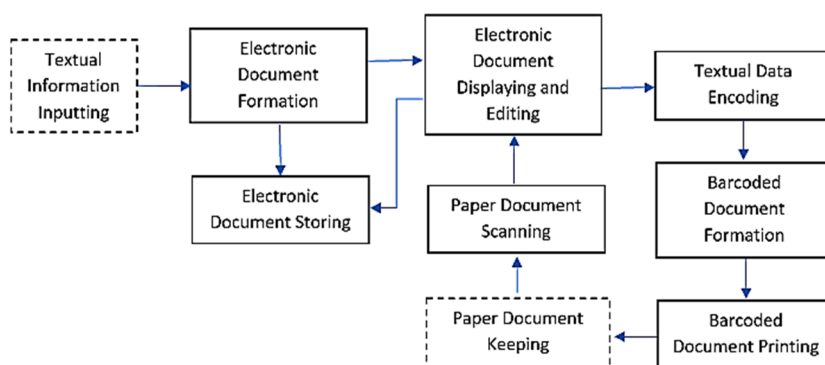 Textual
Information
Inputting
Electronic
Document
Formation
Electronic
Document
Displaying and
Editing
Textual Data
Encoding
Electronic
Document Storing
Paper Document
Scanning
Barcoded
Document
Formation
Paper Document
Keeping
Barcoded
Document Printing